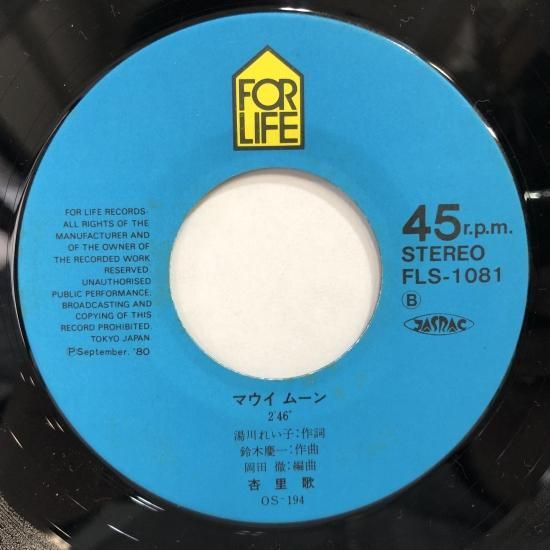 FOR
LIFE
FOR LIFE RECORDS-
ALL RIGHTS OF THE
MANUFACTURER AND
OF THE OWNER OF
THE RECORDED WORK
RESERVED.
UNAUTHORISED
PUBLIC PERFORMANCE.
BROADCASTING AND
COPYING OF THIS
RECORD PROHIBITED.
TOKYO JAPAN
ⓅSeptember. '80
45r.p.m.
STEREO
FLS-1081
Ⓑ
JASRAC
マウイ ムーン
2'46"
湯川れい子:作詞
鈴木慶一:作曲
岡田 徹:編曲
杏里歌
OS-194